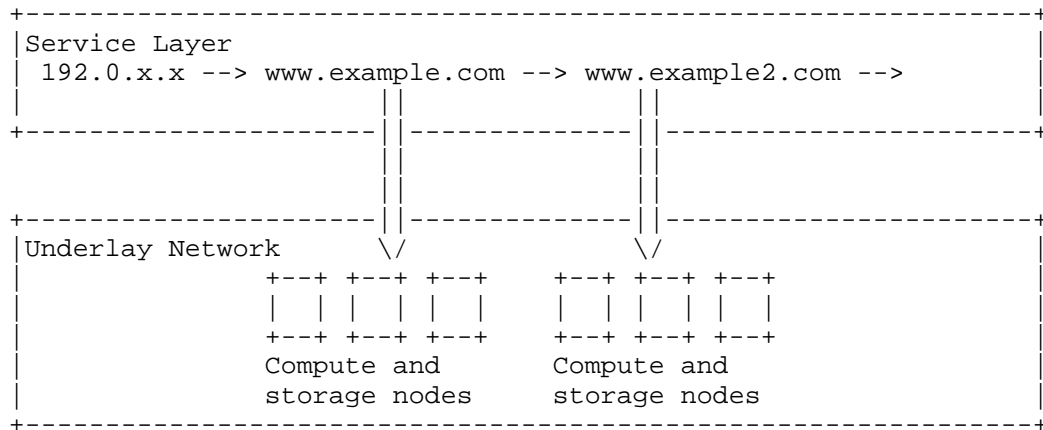 Service Layer
192.0.x.x --> www.example.com --> www.example2.com -->
Underlay Network
Compute and Compute and
storage nodes storage nodes